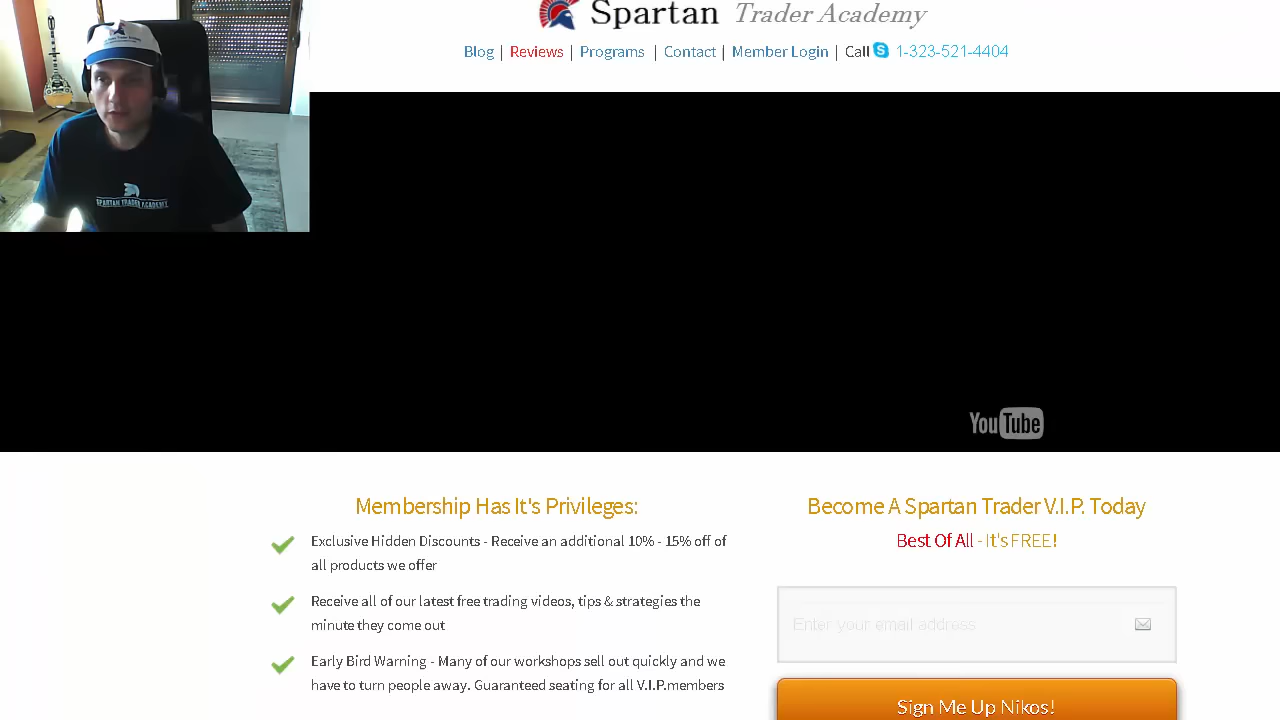 Spartan Trader Academy
Blog | Reviews | Programs | Contact | Member Login | Call 1-323-521-4404
SPARTAN TRADER ACADEMY
YouTube
Membership Has It's Privileges:
Exclusive Hidden Discounts - Receive an additional 10% - 15% off of
all products we offer
Receive all of our latest free trading videos, tips & strategies the
minute they come out
Early Bird Warning - Many of our workshops sell out quickly and we
have to turn people away. Guaranteed seating for all V.I.P.members
Become A Spartan Trader V.I.P. Today
Best Of All - It's FREE!
Enter your email address
Sign Me Up Nikos!